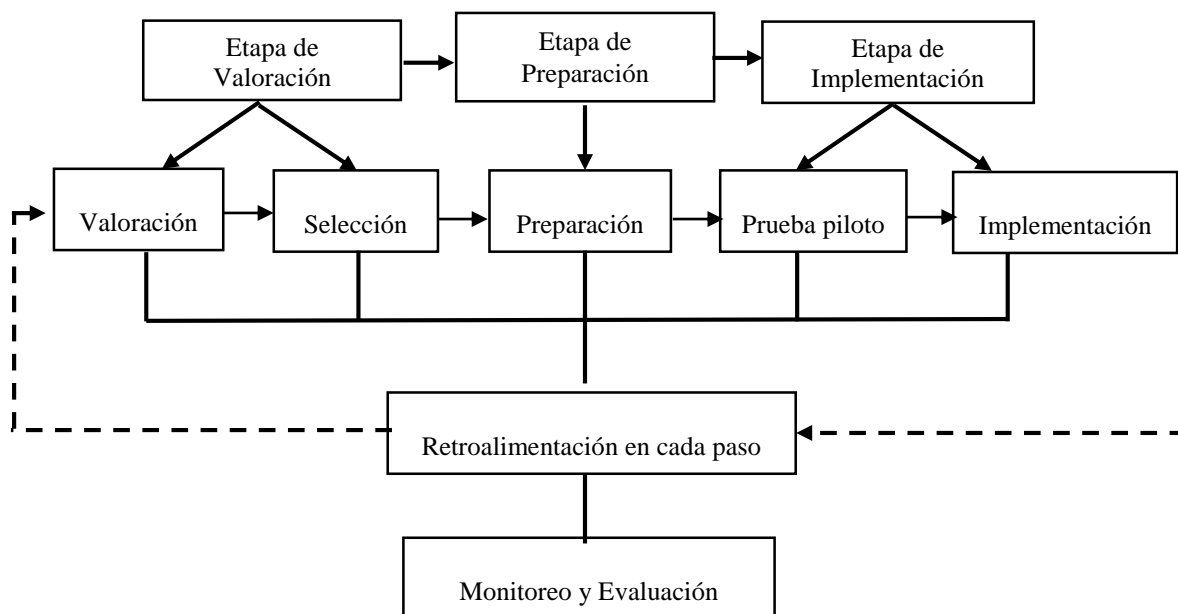 Etapa de
Valoración
Etapa de
Preparación
Etapa de
Implementación
Valoración
Selección
Preparación
Prueba piloto
Implementación
Retroalimentación en cada paso
Monitoreo y Evaluación